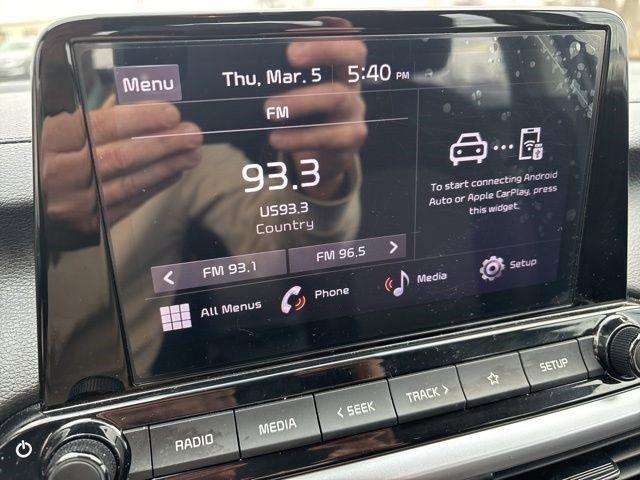 Menu
Thu, Mar. 5 5:40 PM
FM
93.3
US93.3
Country
To start connecting Android
Auto or Apple CarPlay, press
this widget.
< FM 93.1
FM 96.5 >
All Menus
Phone
Media
Setup
RADIO
MEDIA
< SEEK
TRACK >
SETUP